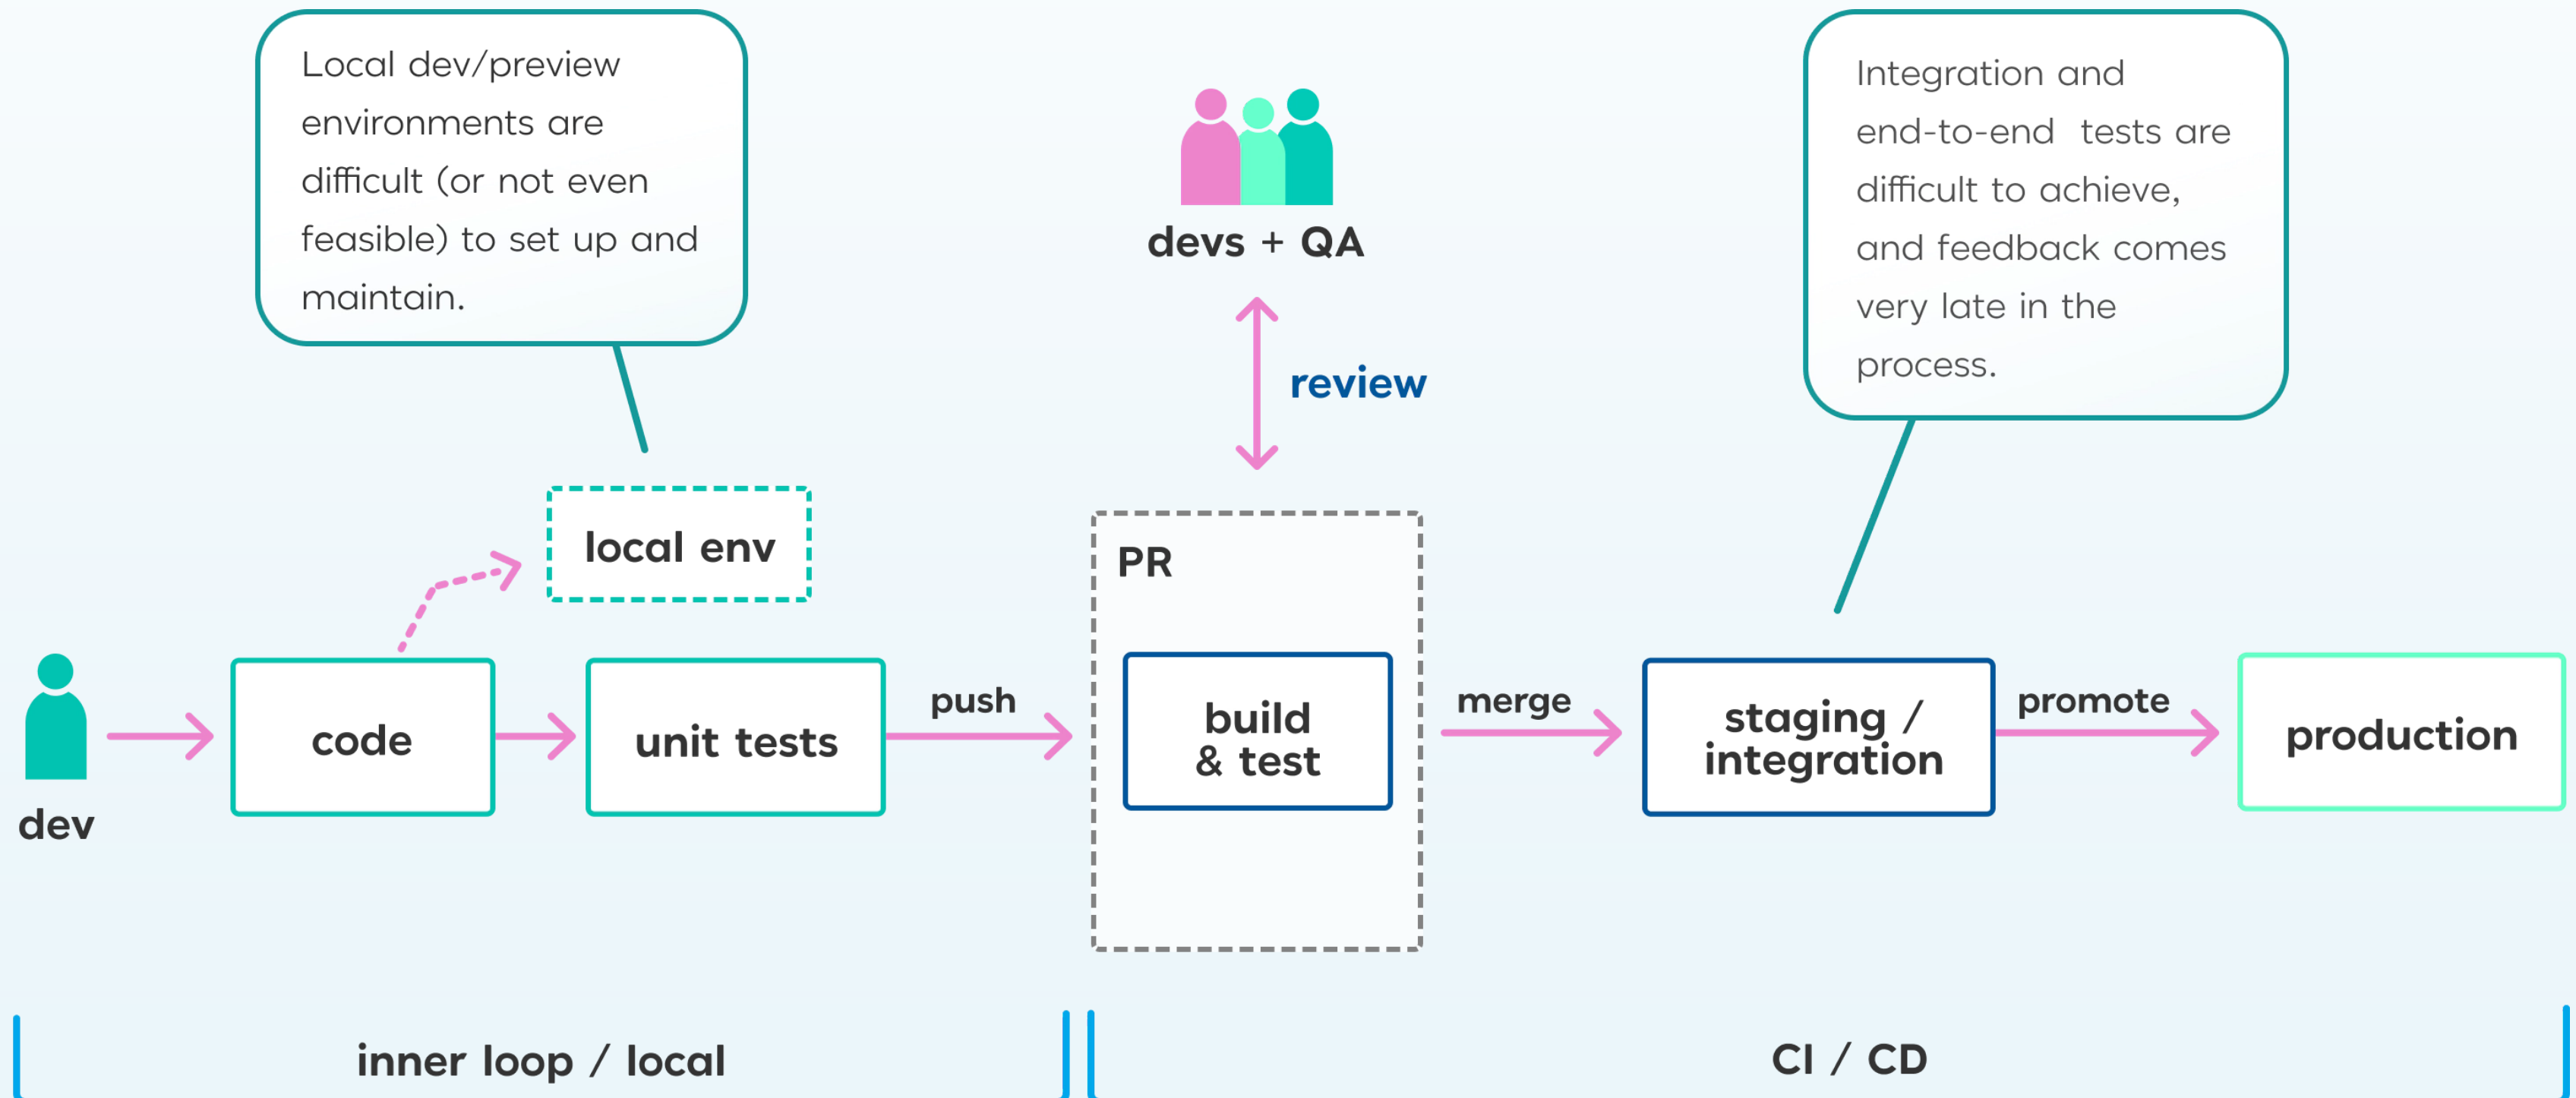 Local dev/preview
environments are
difficult (or not even
feasible) to set up and
maintain.
devs + QA
review
Integration and
end-to-end tests are
difficult to achieve,
and feedback comes
very late in the
process.
local env
PR
dev
code
unit tests
push
build
& test
merge
staging /
integration
promote
production
inner loop / local
CI / CD